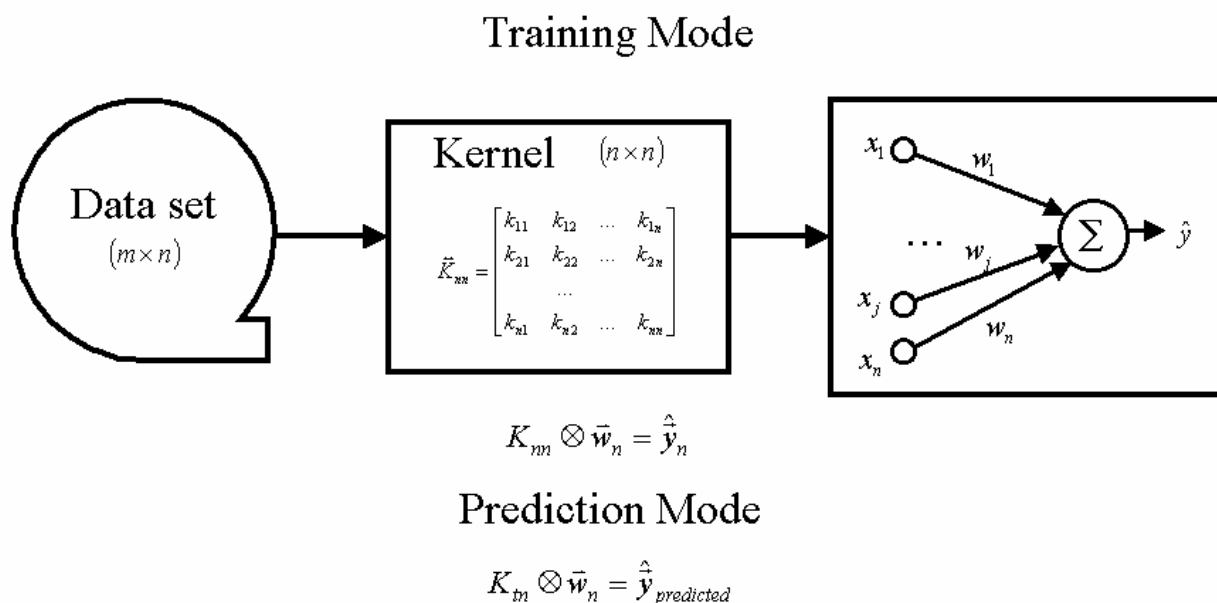 Training Mode
Data set
(m × n)
Kernel (n × n)
K⃡ₙₙ = [k₁₁ k₁₂ ... k₁ₙ
k₂₁ k₂₂ ... k₂ₙ
...
kₙ₁ kₙ₂ ... kₙₙ]
x₁
w₁
...
wⱼ
xⱼ
wₙ
xₙ
Σ
ŷ
Kₙₙ ⊗ w⃗ₙ = ŷ⃗ₙ
Prediction Mode
Kₜₙ ⊗ w⃗ₙ = ŷ⃗_predicted